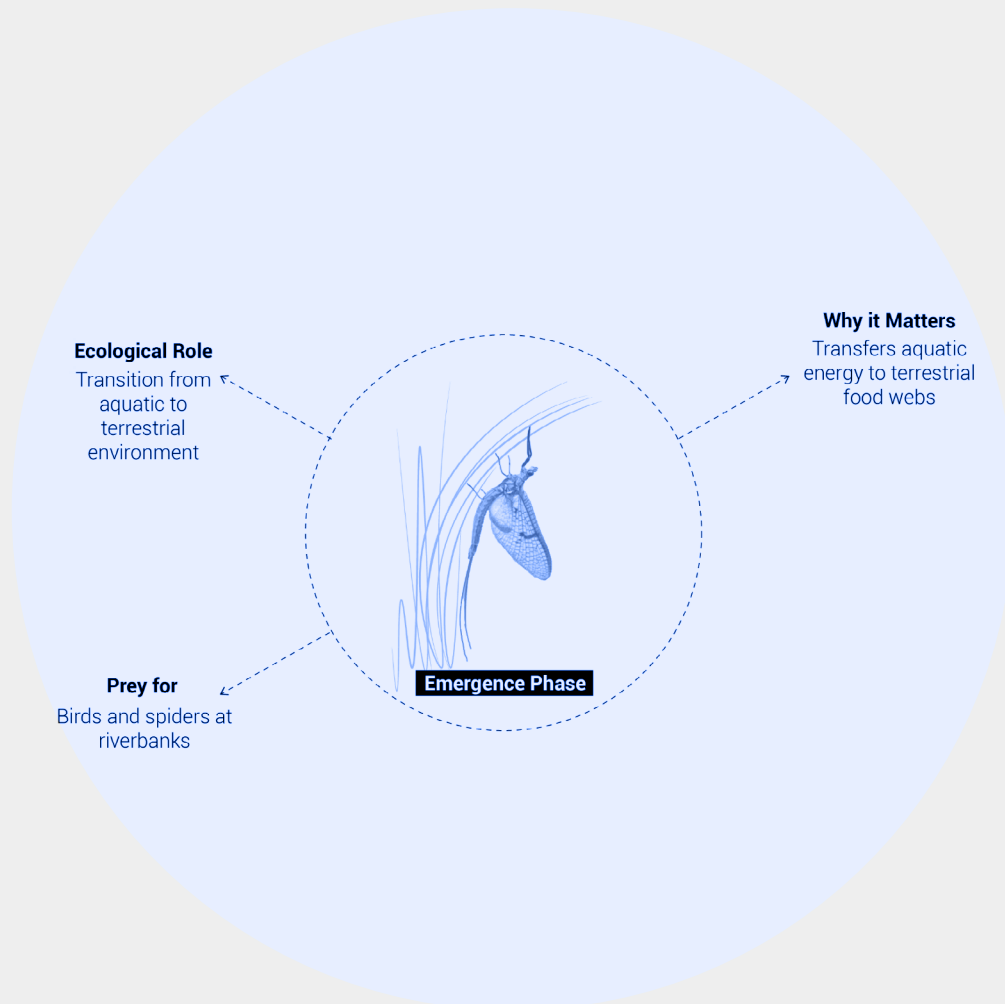 Ecological Role
Transition from
aquatic to
terrestrial
environment
Why it Matters
Transfers aquatic
energy to terrestrial
food webs
Prey for
Birds and spiders at
riverbanks
Emergence Phase